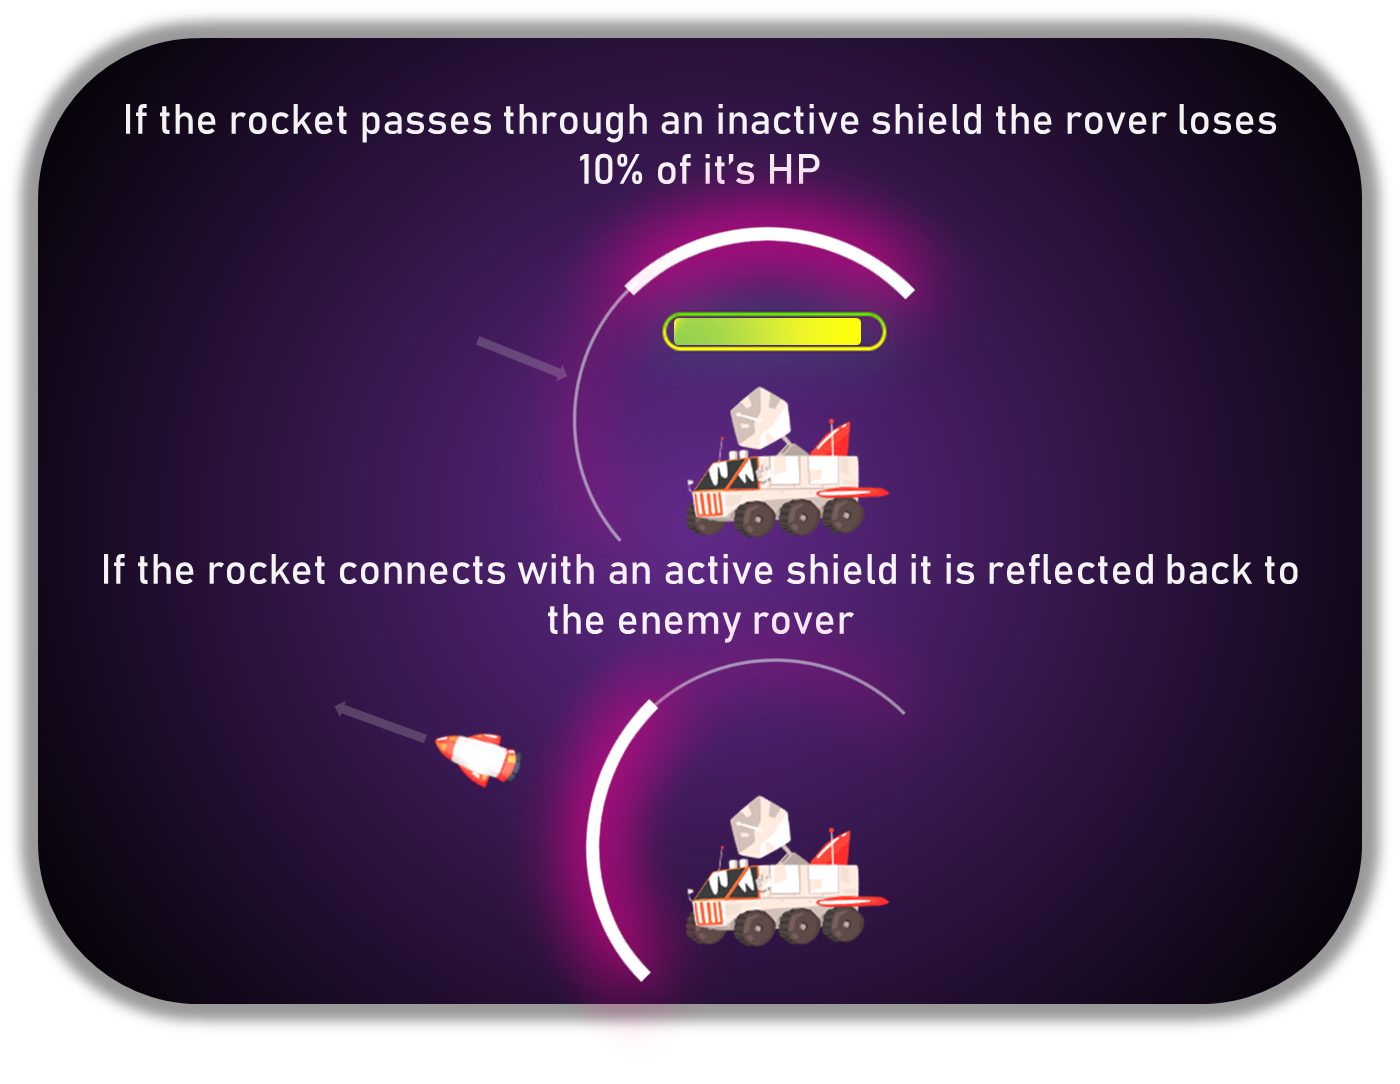 If the rocket passes through an inactive shield the rover loses
10% of it's HP
If the rocket connects with an active shield it is reflected back to
the enemy rover